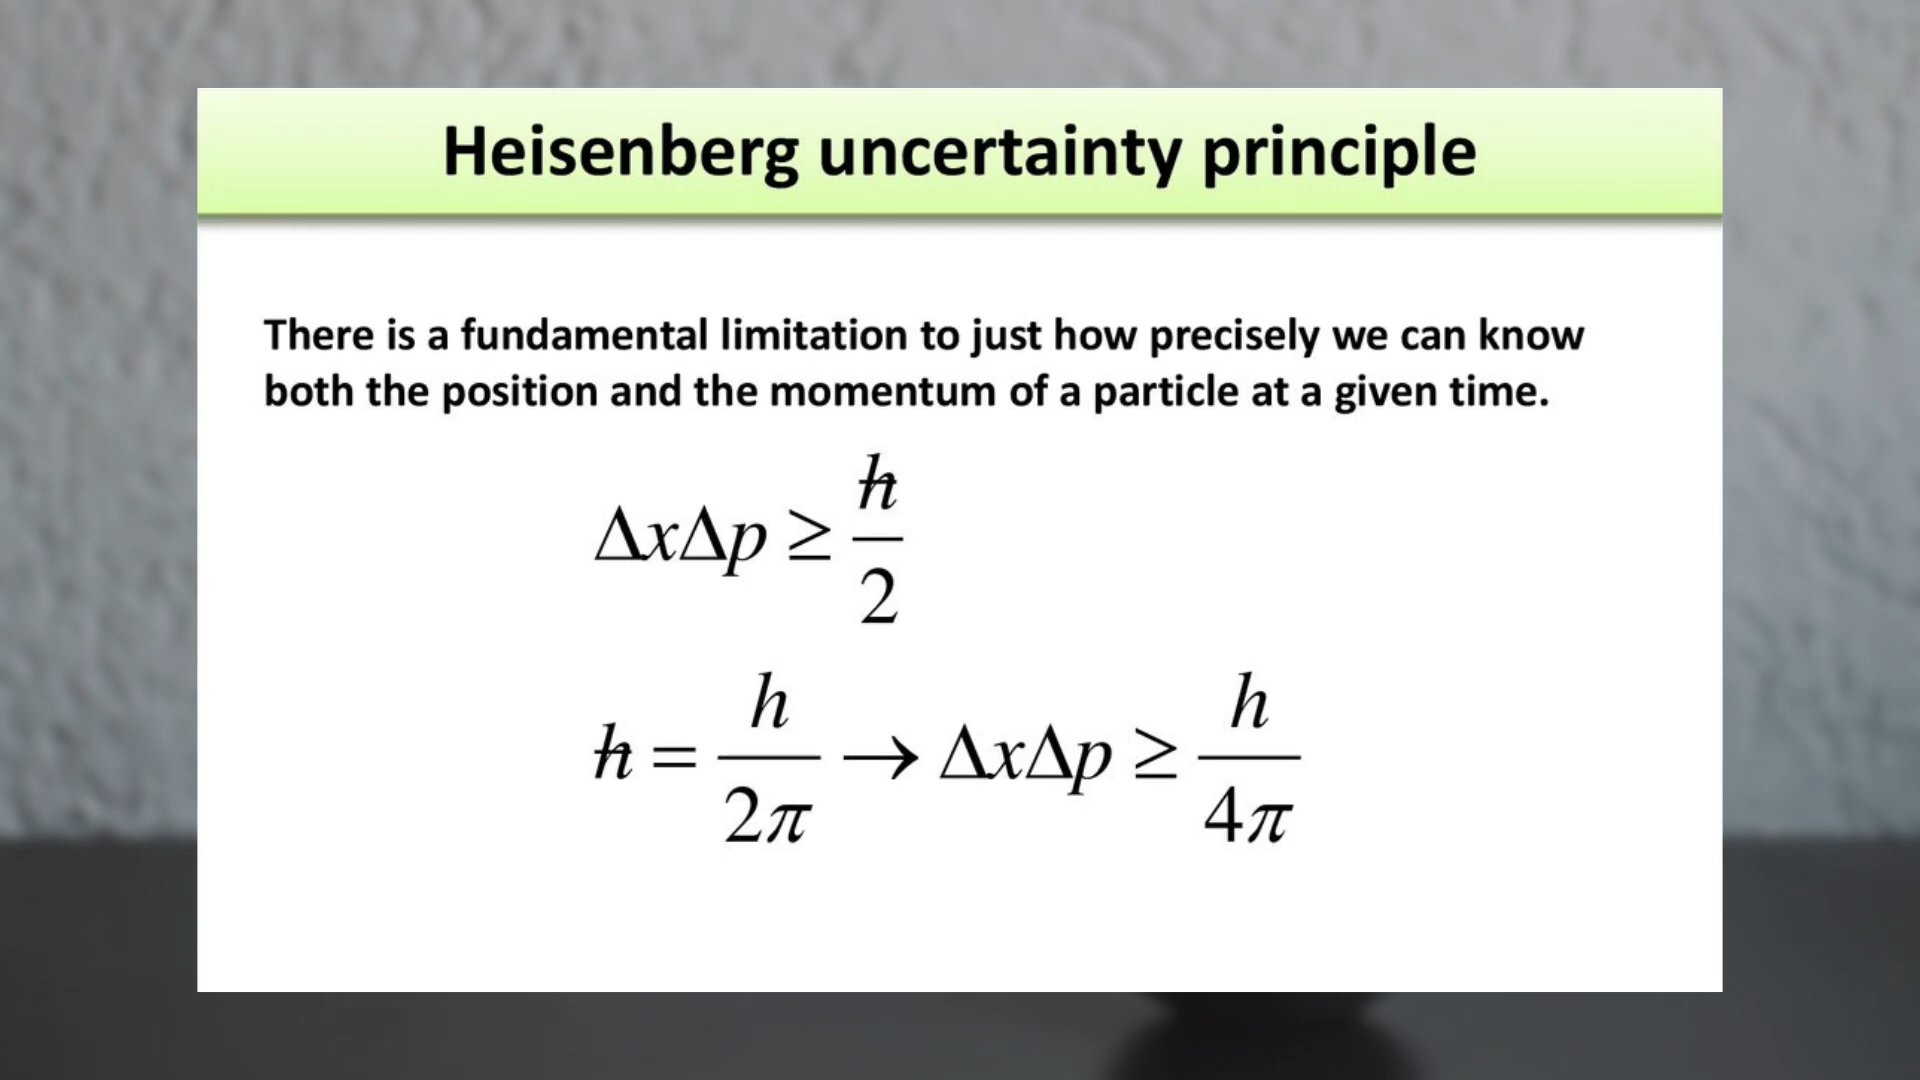 Heisenberg uncertainty principle
There is a fundamental limitation to just how precisely we can know
both the position and the momentum of a particle at a given time.
ΔxΔp ≥ ħ/2
ħ = h/2π → ΔxΔp ≥ h/4π